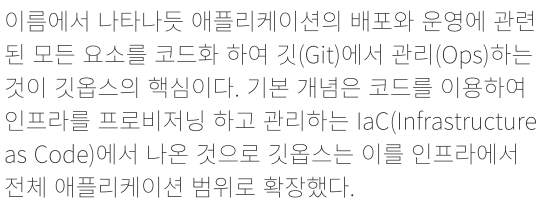 이름에서 나타나듯 애플리케이션의 배포와 운영에 관련
된 모든 요소를 코드화 하여 깃(Git)에서 관리(Ops)하는
것이 깃옵스의 핵심이다. 기본 개념은 코드를 이용하여
인프라를 프로비저닝 하고 관리하는 IaC(Infrastructure
as Code)에서 나온 것으로 깃옵스는 이를 인프라에서
전체 애플리케이션 범위로 확장했다.